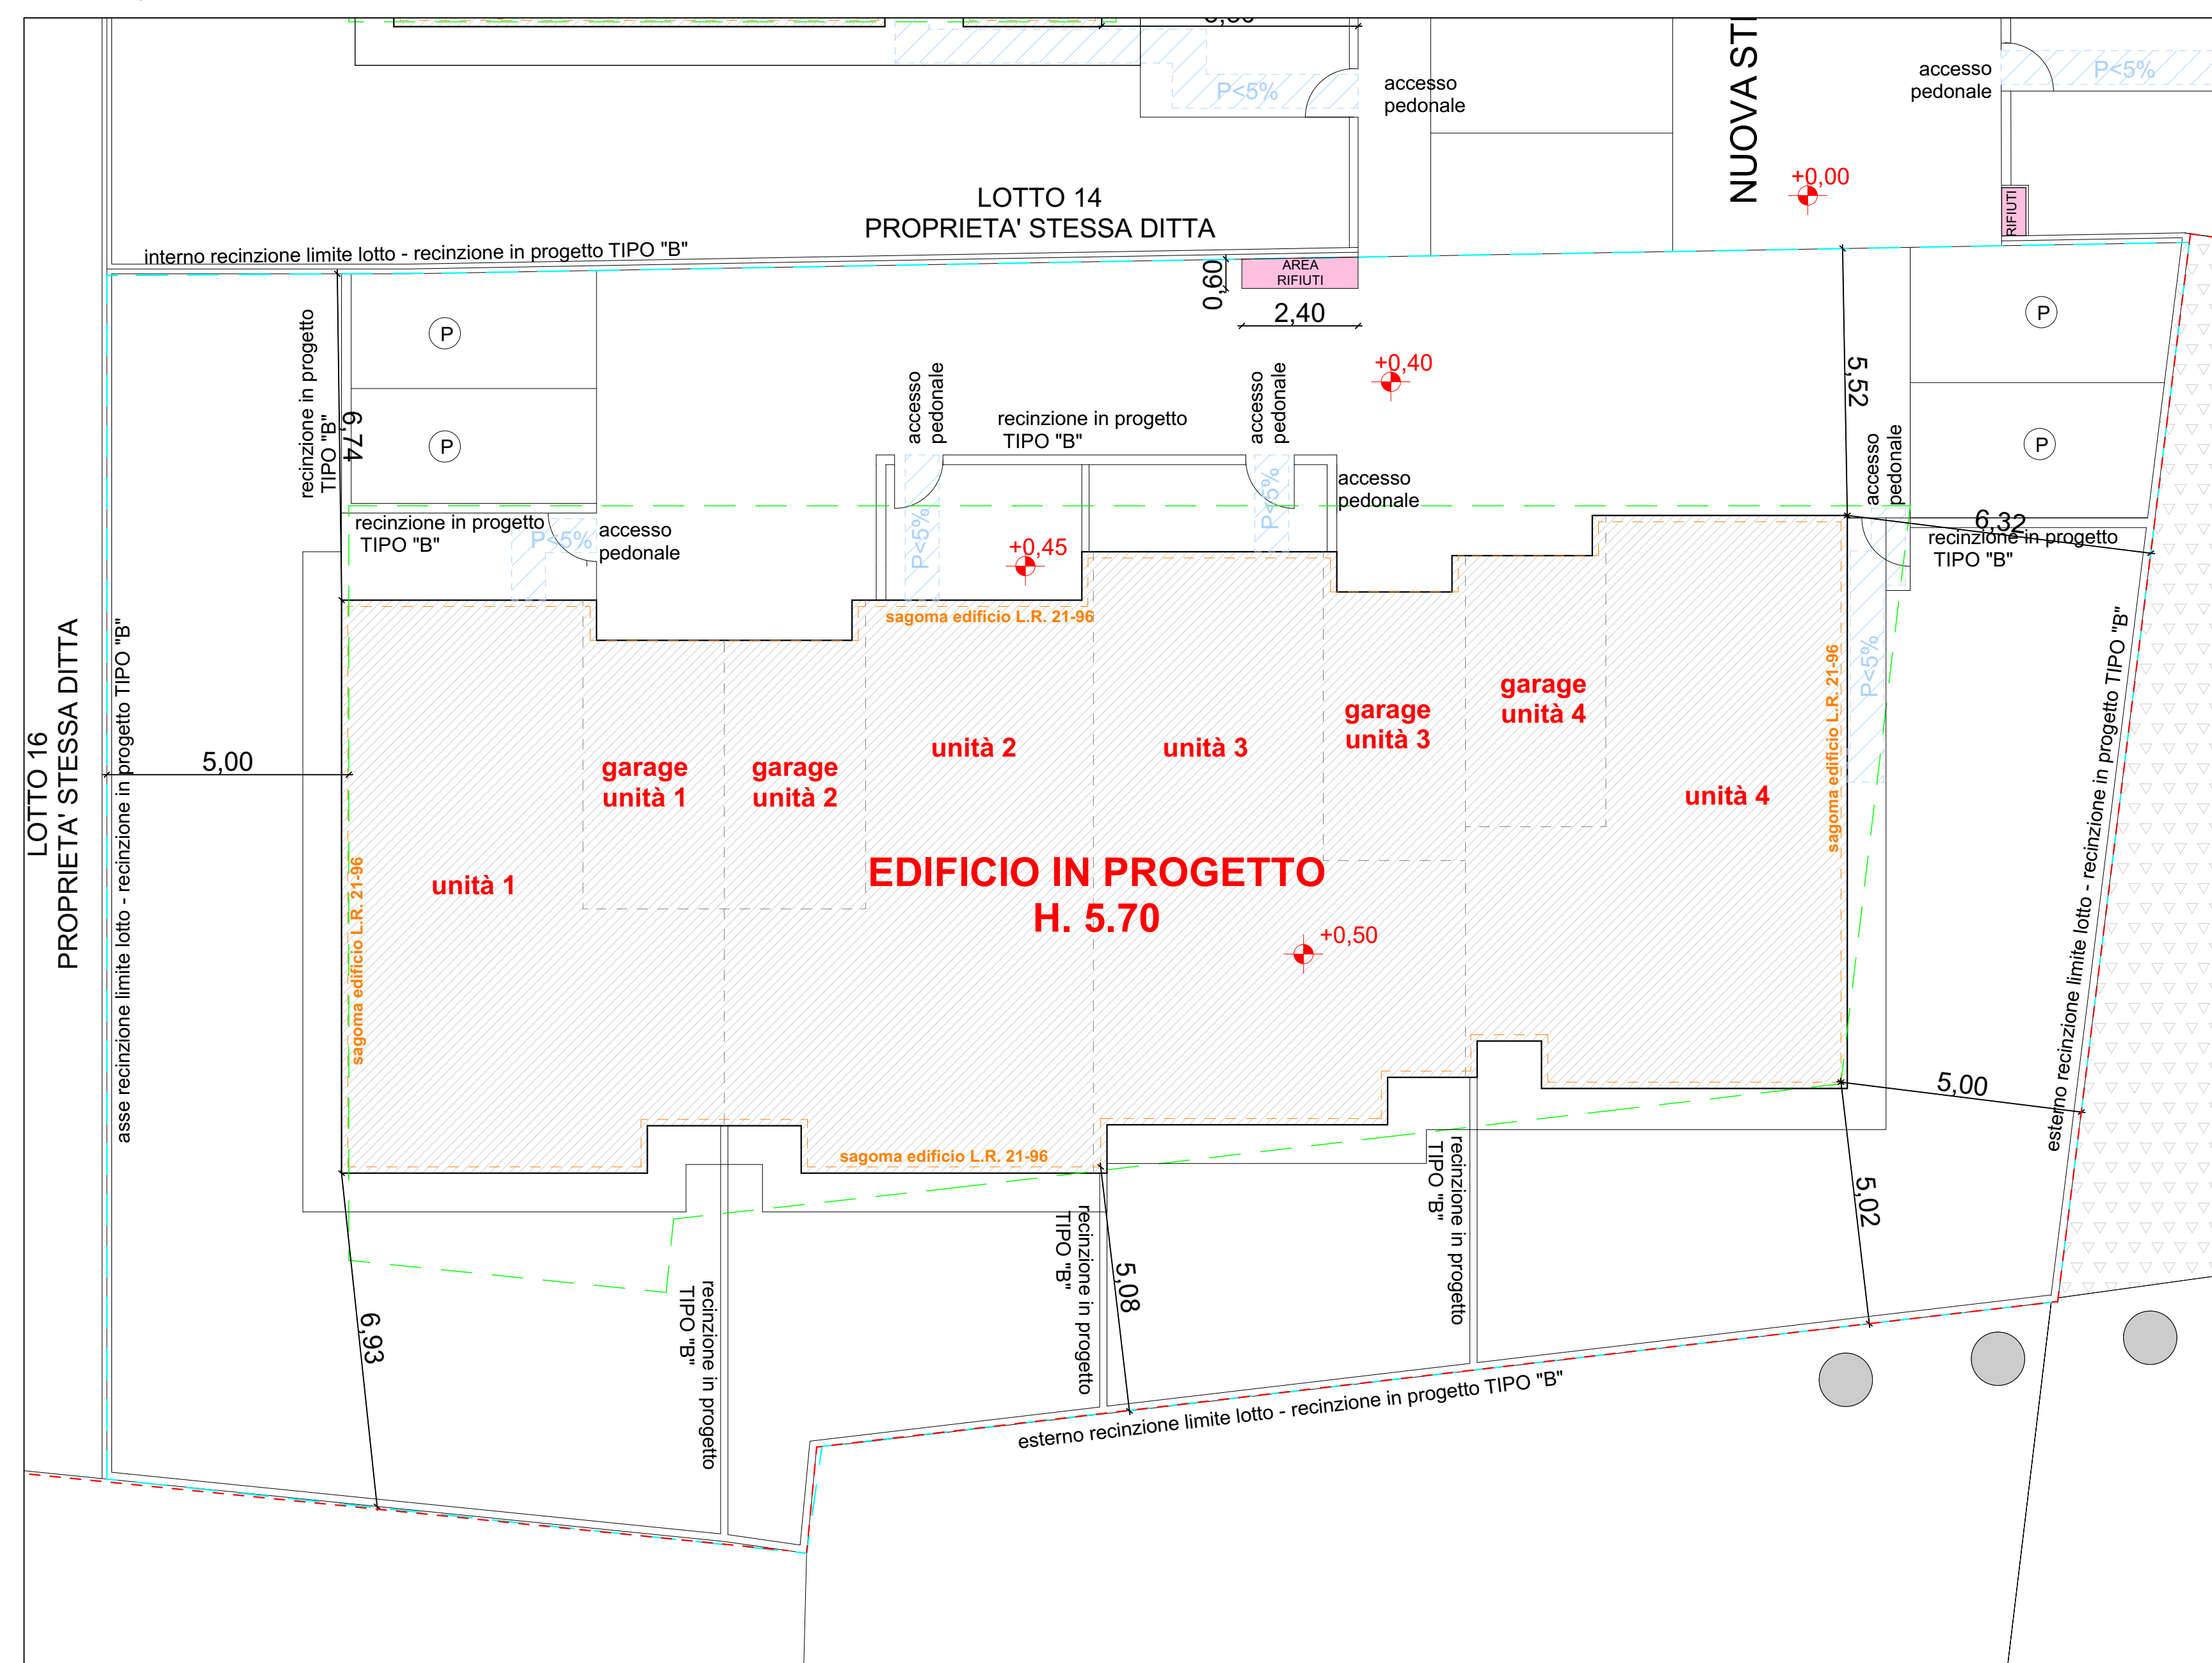 NUOVA
accesso
pedonale
P<5%
accesso
pedonale
P<5%
+0,00
RIFIUTI
LOTTO 14
PROPRIETA' STESSA DITTA
interno recinzione limite lotto - recinzione in progetto TIPO "B"
AREA
RIFIUTI
0,60
2,40
P
P
P
P
recinzione in progetto
TIPO "B"
6,74
accesso
pedonale
recinzione in progetto
TIPO "B"
accesso
pedonale
+0,40
5,52
accesso
pedonale
accesso
pedonale
recinzione in progetto
TIPO "B"
P<5%
accesso
pedonale
P<5%
+0,45
P<5%
6,32
recinzione in progetto
TIPO "B"
P<5%
sagoma edificio L.R. 21-96
LOTTO 16
PROPRIETA' STESSA DITTA
asse recinzione limite lotto - recinzione in progetto TIPO "B"
5,00
garage
unità 1
garage
unità 2
unità 2
unità 3
garage
unità 3
garage
unità 4
unità 4
sagoma edificio L.R. 21-96
esterno recinzione limite lotto - recinzione in progetto TIPO "B"
unità 1
EDIFICIO IN PROGETTO
H. 5.70
+0,50
sagoma edificio L.R. 21-96
sagoma edificio L.R. 21-96
5,00
5,02
recinzione in progetto
TIPO "B"
recinzione in progetto
TIPO "B"
5,08
recinzione in progetto
TIPO "B"
6,93
esterno recinzione limite lotto - recinzione in progetto TIPO "B"